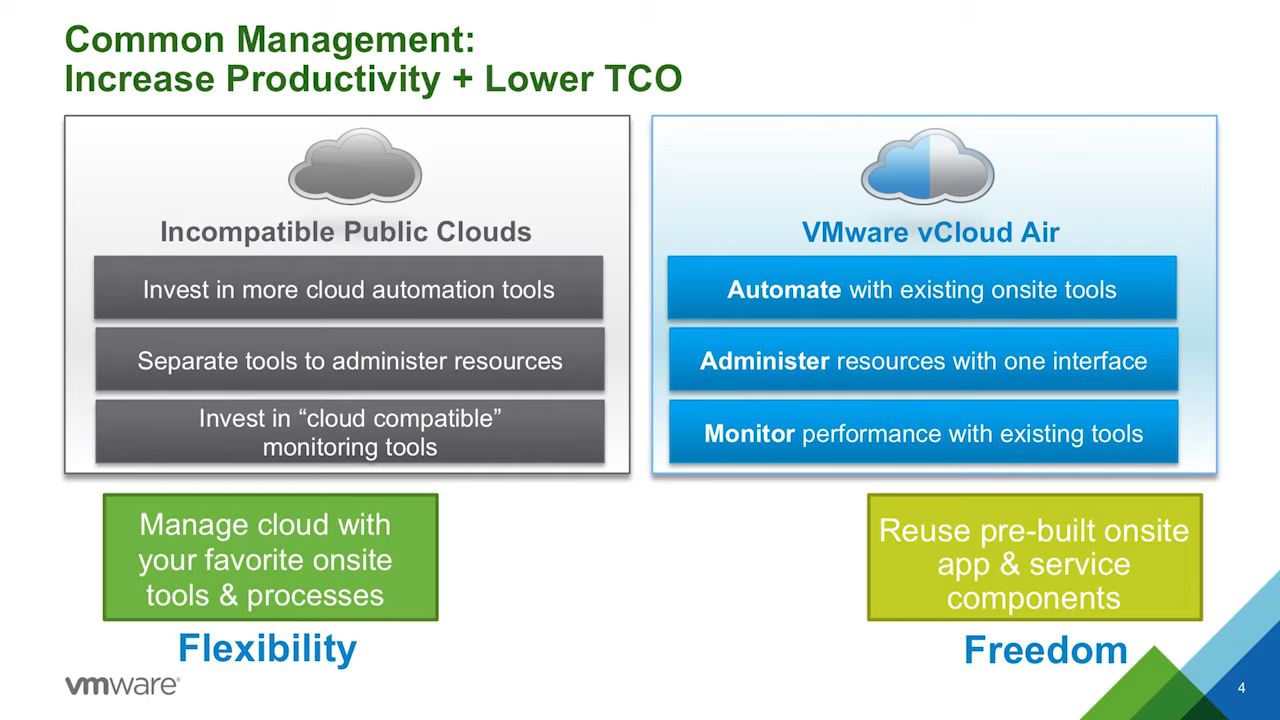 Common Management:
Increase Productivity + Lower TCO
Incompatible Public Clouds
Invest in more cloud automation tools
Separate tools to administer resources
Invest in “cloud compatible”
monitoring tools
VMware vCloud Air
Automate with existing onsite tools
Administer resources with one interface
Monitor performance with existing tools
Manage cloud with
your favorite onsite
tools & processes
Flexibility
Reuse pre-built onsite
app & service
components
Freedom
vmware®
4